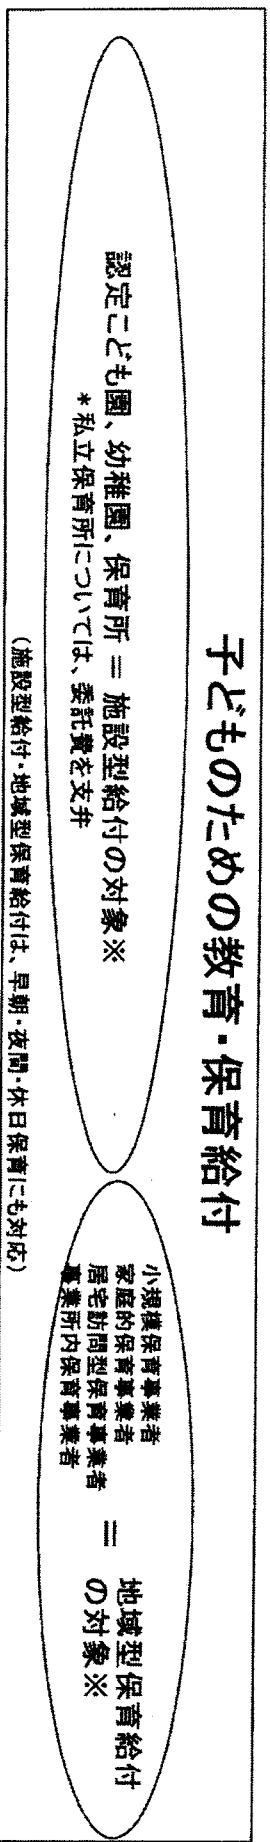 子どものための教育・保育給付
認定こども園、幼稚園、保育所 = 施設型給付の対象※
*私立保育所については、委託費を支弁
小規模保育事業者
家庭的保育事業者
居宅訪問型保育事業者
事業所内保育事業者
= 地域型保育給付
の対象※
(施設型給付・地域型保育給付は、早朝・夜間・休日保育にも対応)